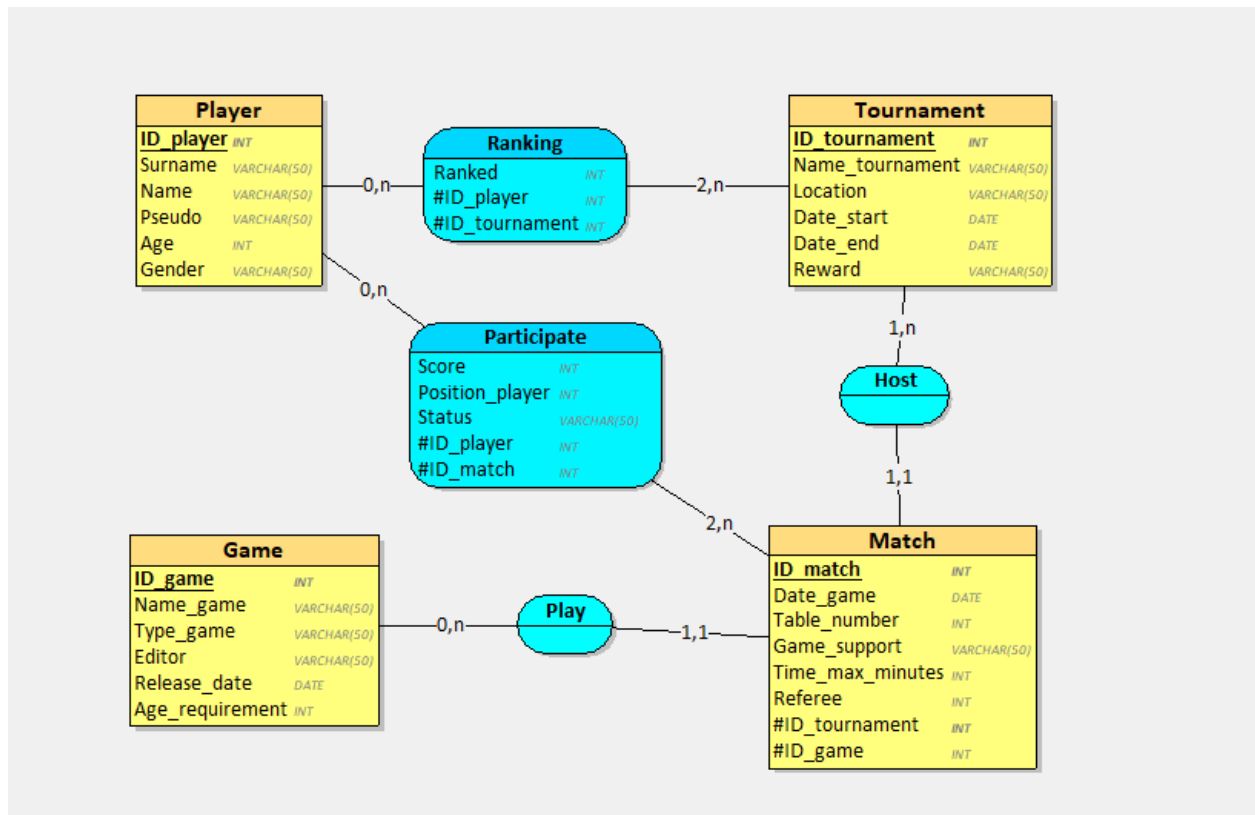 Player
ID_player INT
Surname VARCHAR(50)
Name VARCHAR(50)
Pseudo VARCHAR(50)
Age INT
Gender VARCHAR(50)
0,n
Ranking
Ranked INT
#ID_player INT
#ID_tournament INT
2,n
Tournament
ID_tournament INT
Name_tournament VARCHAR(50)
Location VARCHAR(50)
Date_start DATE
Date_end DATE
Reward VARCHAR(50)
0,n
Participate
Score INT
Position_player INT
Status VARCHAR(50)
#ID_player INT
#ID_match INT
2,n
1,n
Host
1,1
Game
ID_game INT
Name_game VARCHAR(50)
Type_game VARCHAR(50)
Editor VARCHAR(50)
Release_date DATE
Age_requirement INT
0,n
Play
1,1
Match
ID_match INT
Date_game DATE
Table_number INT
Game_support VARCHAR(50)
Time_max_minutes INT
Referee INT
#ID_tournament INT
#ID_game INT